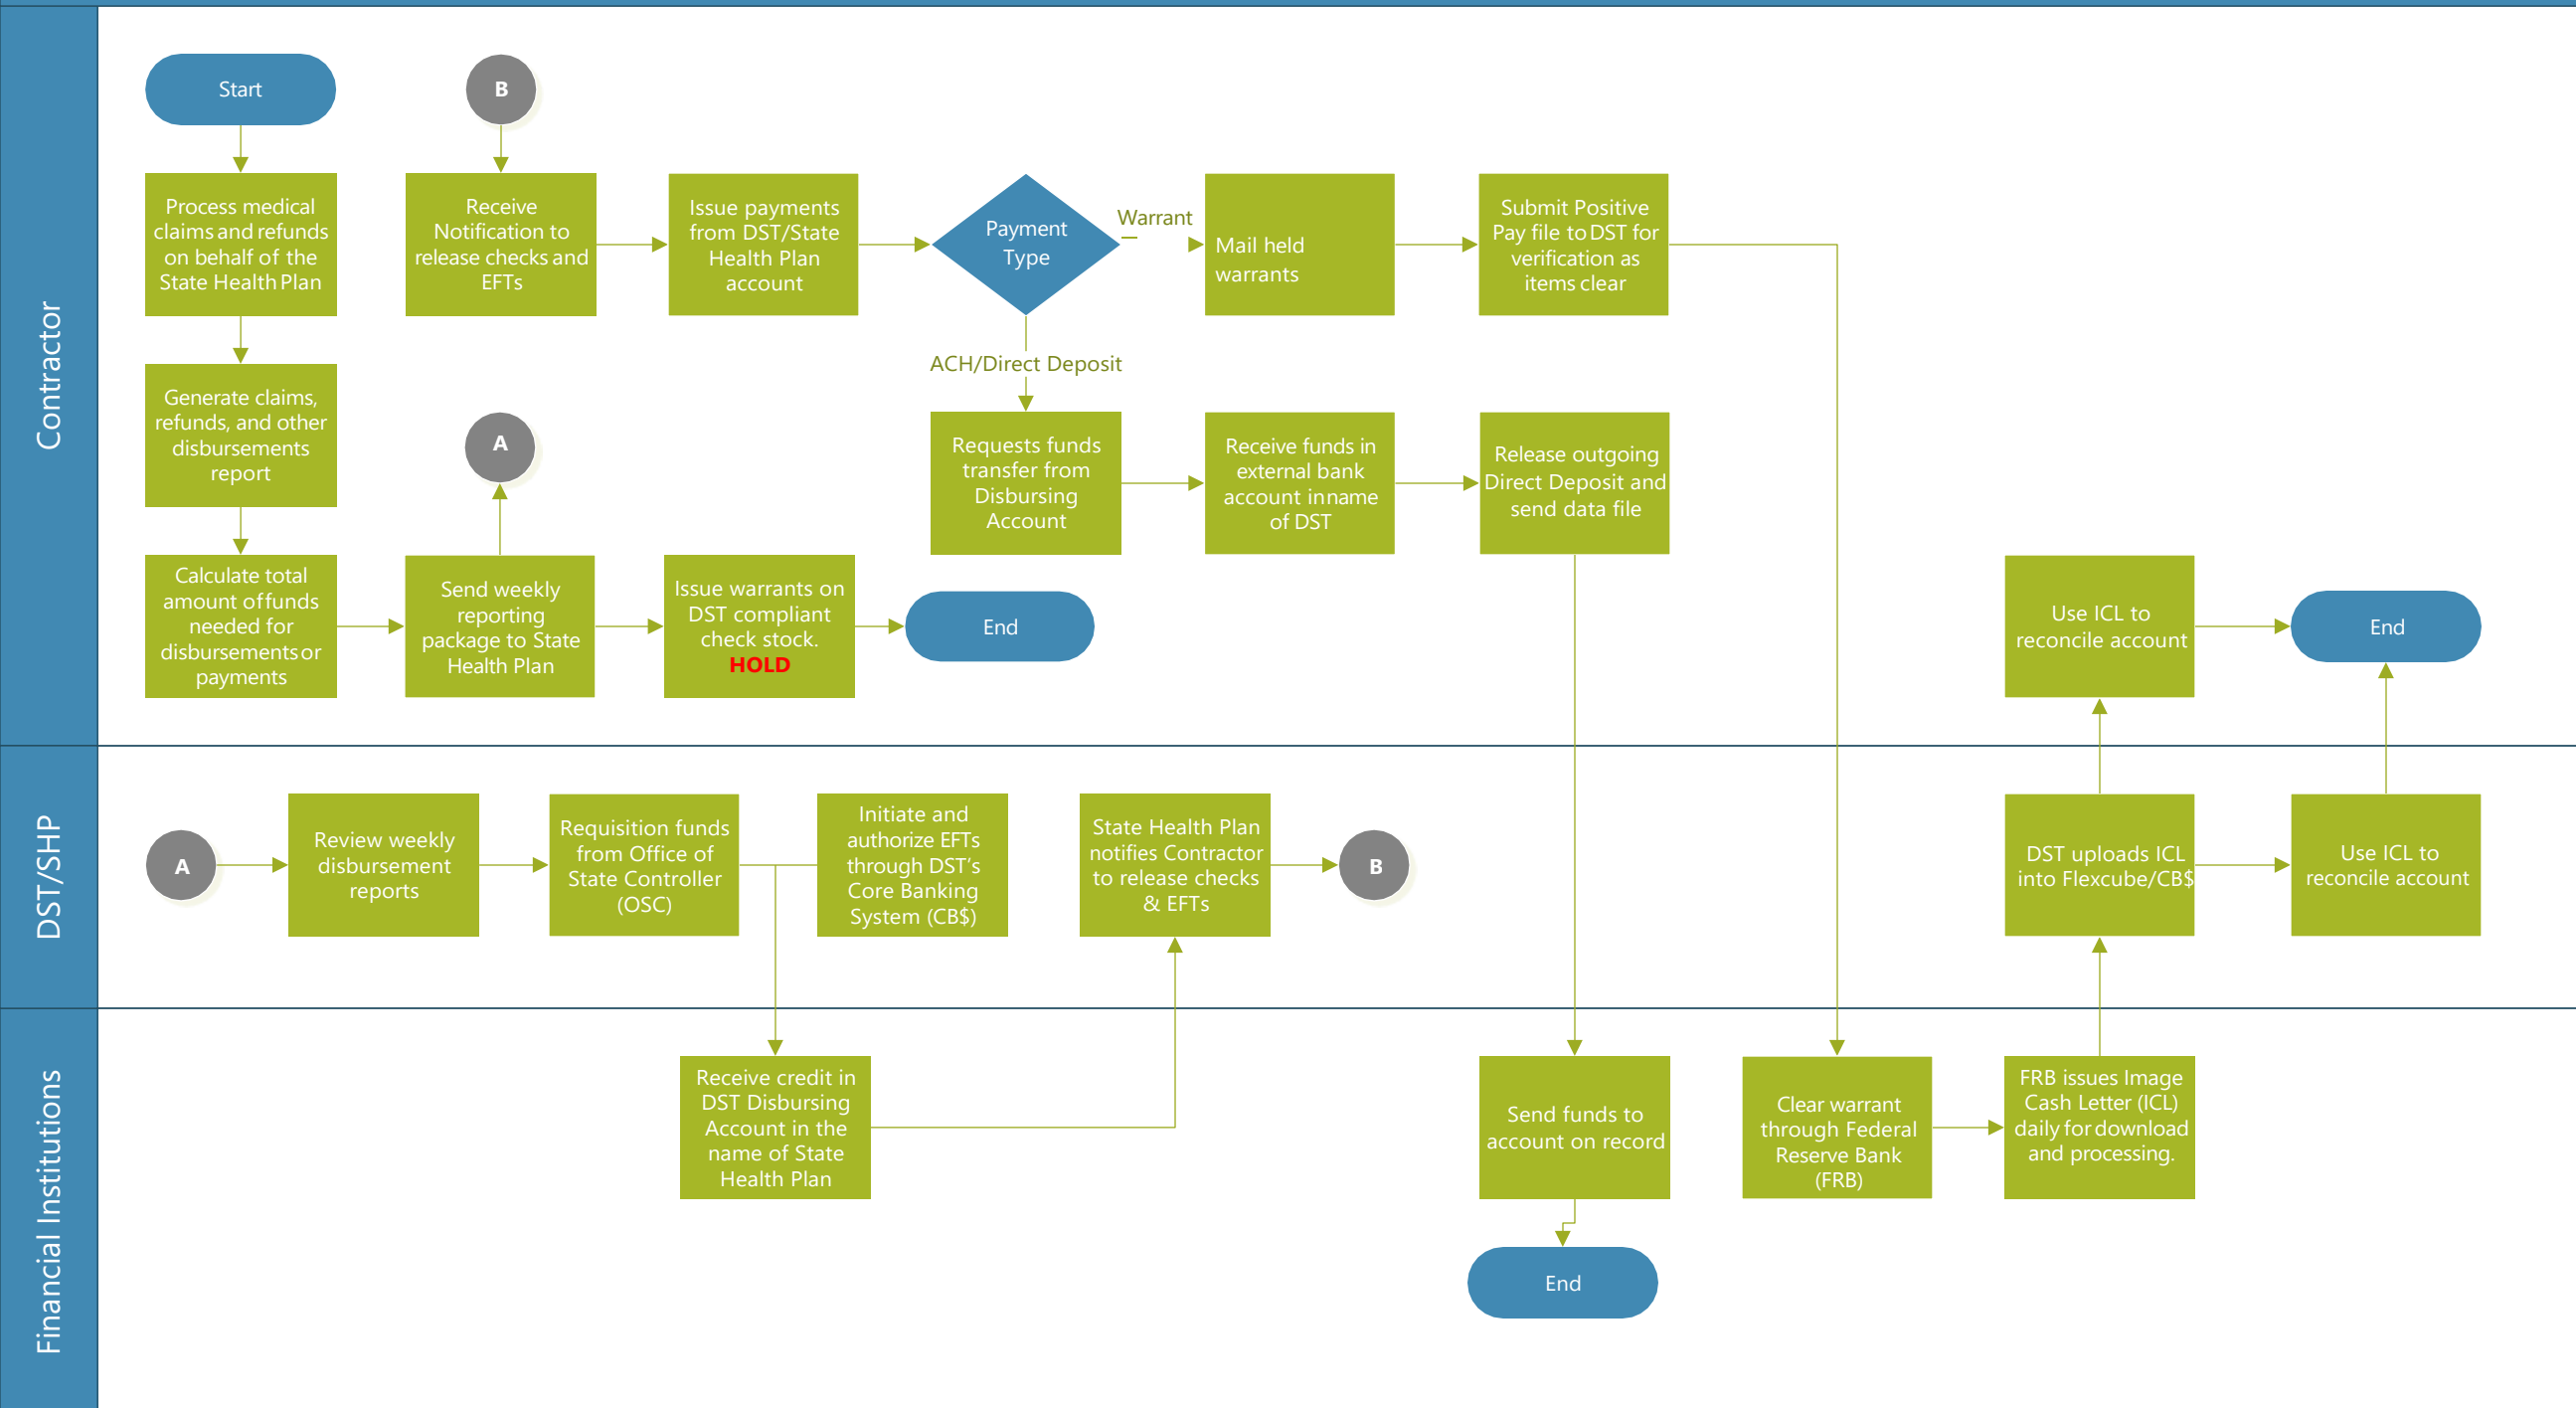 Contractor
Start
B
Process medical
claims and refunds
on behalf of the
State Health Plan
Receive
Notification to
release checks and
EFTs
Issue payments
from DST/State
Health Plan
account
Payment
Type
Warrant
Mail held
warrants
Submit Positive
Pay file to DST for
verification as
items clear
ACH/Direct Deposit
Generate claims,
refunds, and other
disbursements
report
A
Requests funds
transfer from
Disbursing
Account
Receive funds in
external bank
account in name
of DST
Release outgoing
Direct Deposit and
send data file
Calculate total
amount of funds
needed for
disbursements or
payments
Send weekly
reporting
package to State
Health Plan
Issue warrants on
DST compliant
check stock.
HOLD
End
Use ICL to
reconcile account
End
DST/SHP
A
Review weekly
disbursement
reports
Requisition funds
from Office of
State Controller
(OSC)
Initiate and
authorize EFTs
through DST’s
Core Banking
System (CB$)
State Health Plan
notifies Contractor
to release checks
& EFTs
B
DST uploads ICL
into Flexcube/CB$
Use ICL to
reconcile account
Financial Institutions
Receive credit in
DST Disbursing
Account in the
name of State
Health Plan
Send funds to
account on record
Clear warrant
through Federal
Reserve Bank
(FRB)
FRB issues Image
Cash Letter (ICL)
daily for download
and processing.
End